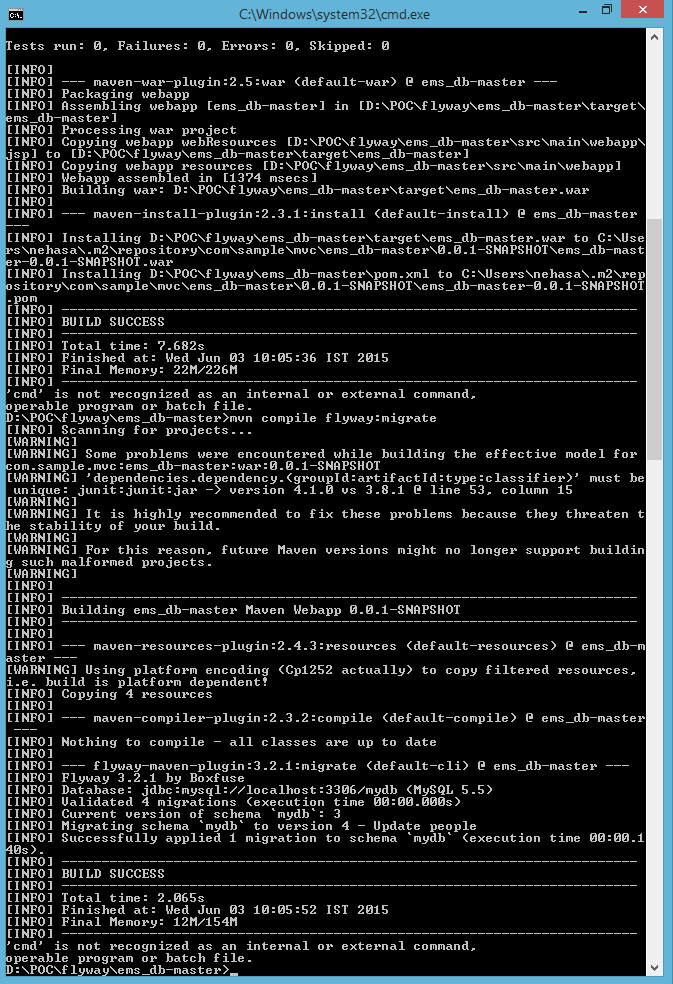 C:\Windows\system32\cmd.exe
Tests run: 0, Failures: 0, Errors: 0, Skipped: 0
[INFO]
[INFO] --- maven-war-plugin:2.5:war (default-war) @ ems_db-master ---
[INFO] Packaging webapp
[INFO] Assembling webapp [ems_db-master] in [D:\POC\flyway\ems_db-master\target\
ems_db-master]
[INFO] Processing war project
[INFO] Copying webapp webResources [D:\POC\flyway\ems_db-master\src\main\webapp\
jsp] to [D:\POC\flyway\ems_db-master\target\ems_db-master]
[INFO] Copying webapp resources [D:\POC\flyway\ems_db-master\src\main\webapp]
[INFO] Webapp assembled in [1374 msecs]
[INFO] Building war: D:\POC\flyway\ems_db-master\target\ems_db-master.war
[INFO]
[INFO] --- maven-install-plugin:2.3.1:install (default-install) @ ems_db-master
---
[INFO] Installing D:\POC\flyway\ems_db-master\target\ems_db-master.war to C:\Use
rs\nehasa\.m2\repository\com\sample\mvc\ems_db-master\0.0.1-SNAPSHOT\ems_db-mast
er-0.0.1-SNAPSHOT.war
[INFO] Installing D:\POC\flyway\ems_db-master\pom.xml to C:\Users\nehasa\.m2\rep
ository\com\sample\mvc\ems_db-master\0.0.1-SNAPSHOT\ems_db-master-0.0.1-SNAPSHOT
.pom
[INFO] ------------------------------------------------------------------------
[INFO] BUILD SUCCESS
[INFO] ------------------------------------------------------------------------
[INFO] Total time: 7.682s
[INFO] Finished at: Wed Jun 03 10:05:36 IST 2015
[INFO] Final Memory: 22M/226M
[INFO] ------------------------------------------------------------------------
'cmd' is not recognized as an internal or external command,
operable program or batch file.
D:\POC\flyway\ems_db-master>mvn compile flyway:migrate
[INFO] Scanning for projects...
[WARNING]
[WARNING] Some problems were encountered while building the effective model for
com.sample.mvc:ems_db-master:war:0.0.1-SNAPSHOT
[WARNING] 'dependencies.dependency.(groupId:artifactId:type:classifier)' must be
unique: junit:junit:jar -> version 4.1.0 vs 3.8.1 @ line 53, column 15
[WARNING]
[WARNING] It is highly recommended to fix these problems because they threaten t
he stability of your build.
[WARNING]
[WARNING] For this reason, future Maven versions might no longer support buildin
g such malformed projects.
[WARNING]
[INFO]
[INFO] ------------------------------------------------------------------------
[INFO] Building ems_db-master Maven Webapp 0.0.1-SNAPSHOT
[INFO] ------------------------------------------------------------------------
[INFO]
[INFO] --- maven-resources-plugin:2.4.3:resources (default-resources) @ ems_db-m
aster ---
[WARNING] Using platform encoding (Cp1252 actually) to copy filtered resources,
i.e. build is platform dependent!
[INFO] Copying 4 resources
[INFO]
[INFO] --- maven-compiler-plugin:2.3.2:compile (default-compile) @ ems_db-master
---
[INFO] Nothing to compile - all classes are up to date
[INFO]
[INFO] --- flyway-maven-plugin:3.2.1:migrate (default-cli) @ ems_db-master ---
[INFO] Flyway 3.2.1 by Boxfuse
[INFO] Database: jdbc:mysql://localhost:3306/mydb (MySQL 5.5)
[INFO] Validated 4 migrations (execution time 00:00.000s)
[INFO] Current version of schema `mydb`: 3
[INFO] Migrating schema `mydb` to version 4 - Update people
[INFO] Successfully applied 1 migration to schema `mydb` (execution time 00:00.1
40s).
[INFO] ------------------------------------------------------------------------
[INFO] BUILD SUCCESS
[INFO] ------------------------------------------------------------------------
[INFO] Total time: 2.065s
[INFO] Finished at: Wed Jun 03 10:05:52 IST 2015
[INFO] Final Memory: 12M/154M
[INFO] ------------------------------------------------------------------------
'cmd' is not recognized as an internal or external command,
operable program or batch file.
D:\POC\flyway\ems_db-master>_